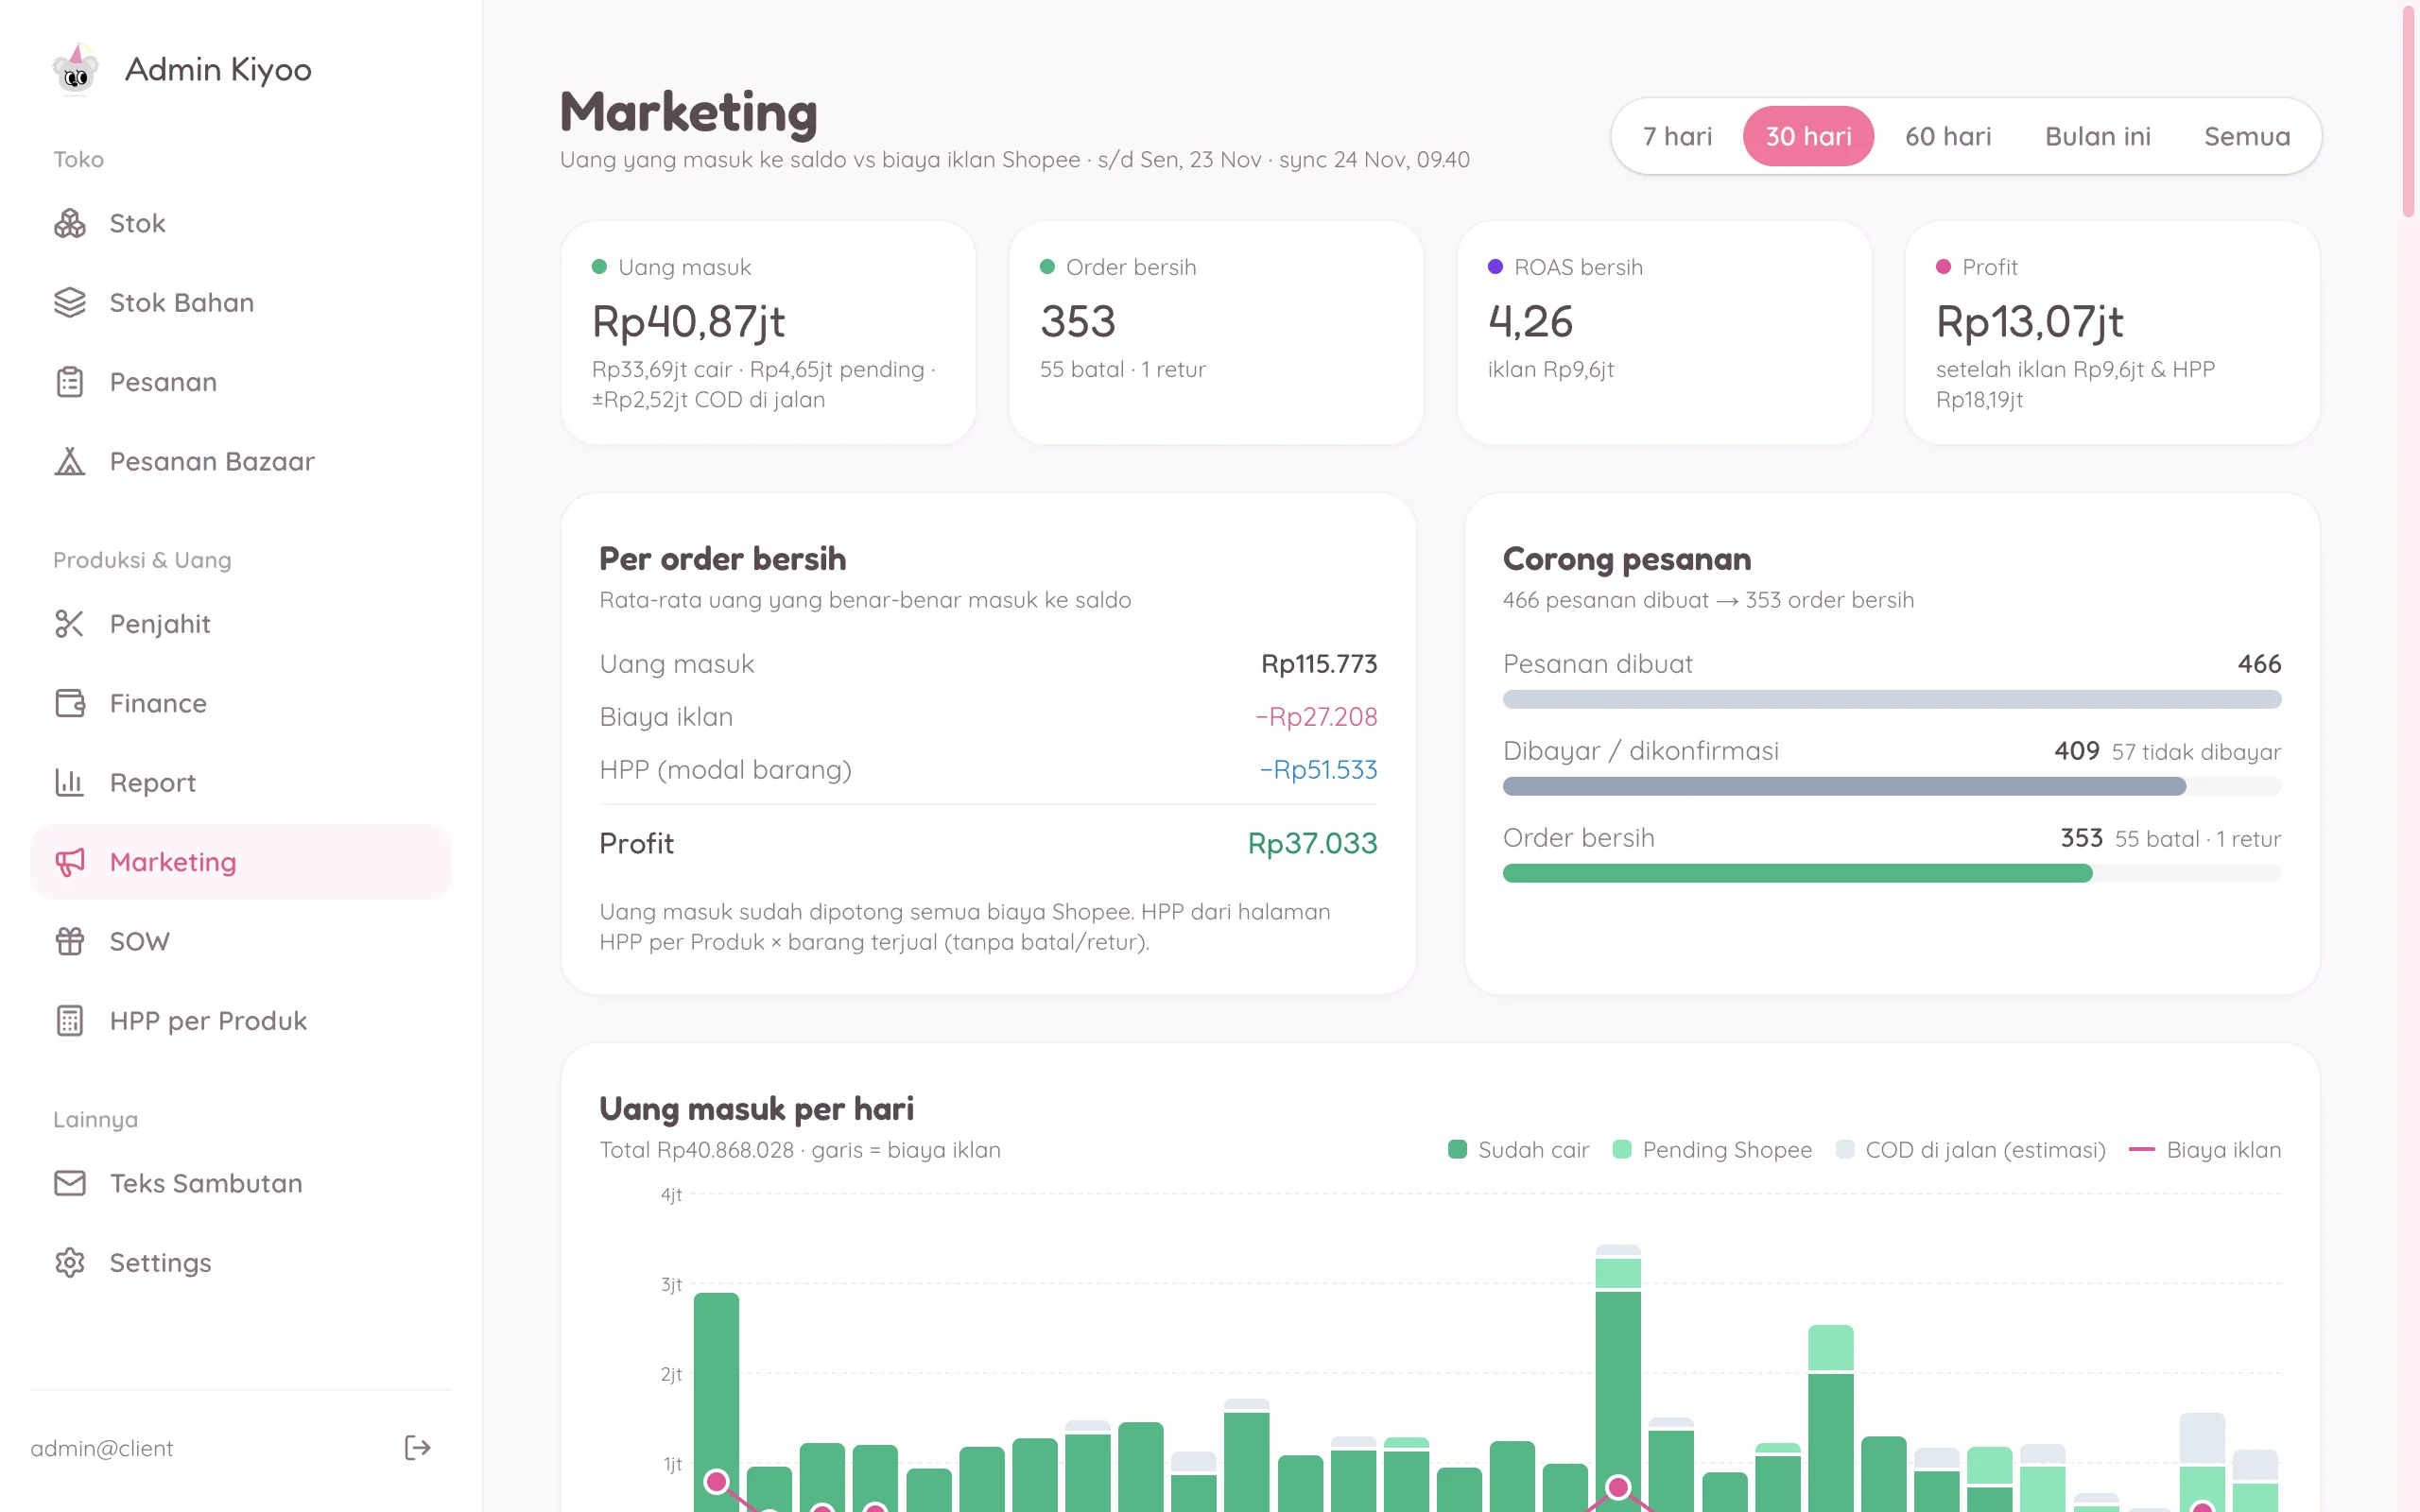 Admin Kiyoo
Toko
Stok
Stok Bahan
Pesanan
Pesanan Bazaar
Produksi & Uang
Penjahit
Finance
Report
Marketing
SOW
HPP per Produk
Lainnya
Teks Sambutan
Settings
admin@client
Marketing
Uang yang masuk ke saldo vs biaya iklan Shopee · s/d Sen, 23 Nov · sync 24 Nov, 09.40
7 hari 30 hari 60 hari Bulan ini Semua
Uang masuk
Rp40,87jt
Rp33,69jt cair · Rp4,65jt pending ·
±Rp2,52jt COD di jalan
Order bersih
353
55 batal · 1 retur
ROAS bersih
4,26
iklan Rp9,6jt
Profit
Rp13,07jt
setelah iklan Rp9,6jt & HPP
Rp18,19jt
Per order bersih
Rata-rata uang yang benar-benar masuk ke saldo
Uang masuk Rp115.773
Biaya iklan −Rp27.208
HPP (modal barang) −Rp51.533
Profit Rp37.033
Uang masuk sudah dipotong semua biaya Shopee. HPP dari halaman
HPP per Produk × barang terjual (tanpa batal/retur).
Corong pesanan
466 pesanan dibuat → 353 order bersih
Pesanan dibuat 466
Dibayar / dikonfirmasi 409 57 tidak dibayar
Order bersih 353 55 batal · 1 retur
Uang masuk per hari
Total Rp40.868.028 · garis = biaya iklan
Sudah cair Pending Shopee COD di jalan (estimasi) Biaya iklan
4jt
3jt
2jt
1jt